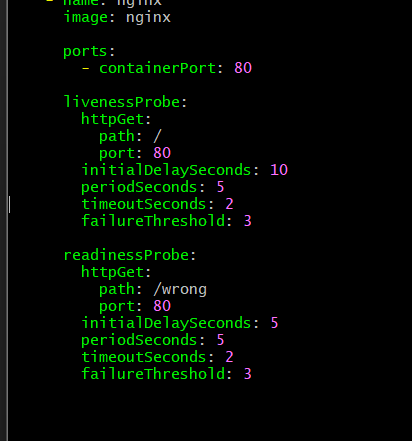 - name: nginx
image: nginx
ports:
- containerPort: 80
livenessProbe:
httpGet:
path: /
port: 80
initialDelaySeconds: 10
periodSeconds: 5
timeoutSeconds: 2
failureThreshold: 3
readinessProbe:
httpGet:
path: /wrong
port: 80
initialDelaySeconds: 5
periodSeconds: 5
timeoutSeconds: 2
failureThreshold: 3